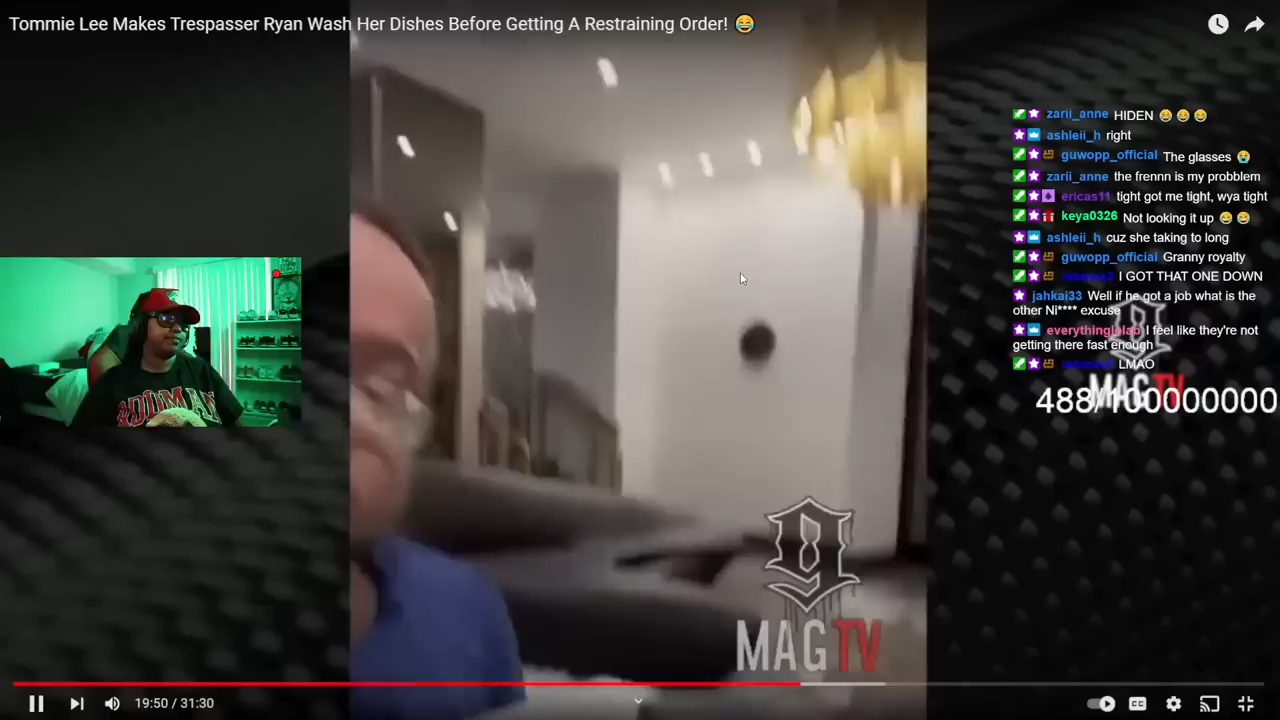 Tommie Lee Makes Trespasser Ryan Wash Her Dishes Before Getting A Restraining Order! 😂
zarii_anne HIDEN 😂 😂 😂
ashleii_h right
guwopp_official The glasses 😭
zarii_anne the frennn is my probblem
ericas11 tight got me tight, wya tight
keya0326 Not looking it up 😂 😂
ashleii_h cuz she taking to long
guwopp_official Granny royalty
I GOT THAT ONE DOWN
jahkai33 Well if he got a job what is the
other Ni**** excuse
I feel like they're not
getting there fast enough
LMAO
MAGTV
488/100000000
RODMAN
9
MAGTV
19:50 / 31:30